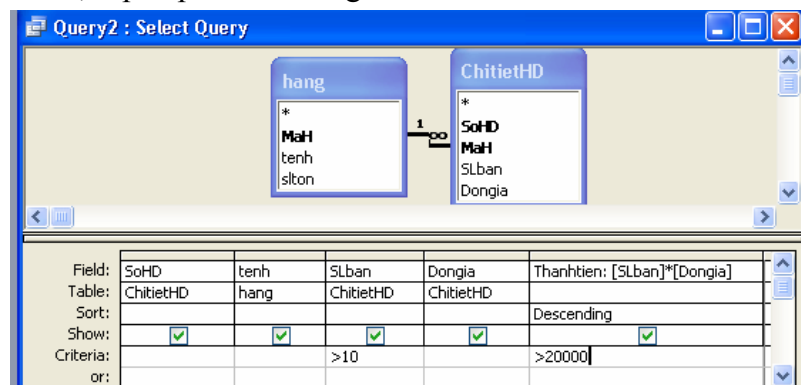 Query2 : Select Query
hang
*
MaH
tenh
slton
1
∞
ChitietHD
*
SoHD
MaH
SLban
Dongia
Field: SoHD tenh SLban Dongia Thanhtien: [SLban]*[Dongia]
Table: ChitietHD hang ChitietHD ChitietHD
Sort: Descending
Show:
Criteria: >10 >20000
or: